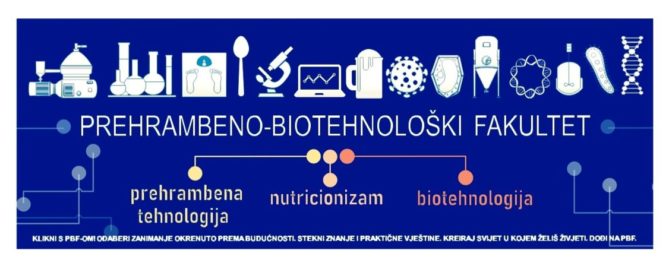 PREHRAMBENO-BIOTEHNOLOŠKI FAKULTET
prehrambena
tehnologija
nutricionizam
biotehnologija
KLIKNI S PBF-OM! ODABERI ZANIMANJE OKRENUTO PREMA BUDUĆNOSTI. STEKNI ZNANJE I PRAKTIČNE VJEŠTINE. KREIRAJ SVIJET U KOJEM ŽELIŠ ŽIVJETI. DOĐI NA PBF.